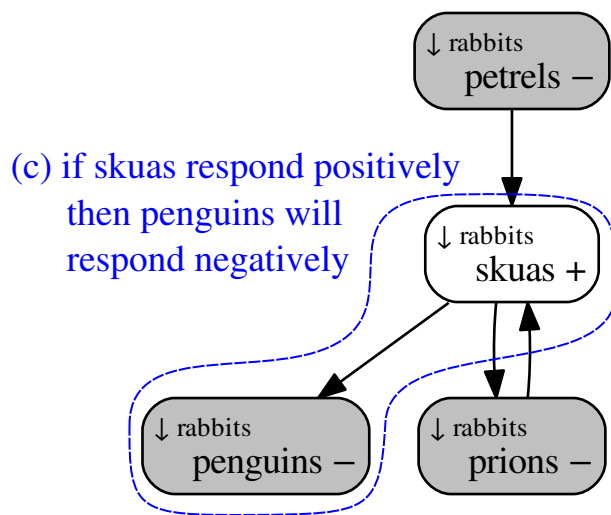 ↓ rabbits
petrels −
(c) if skuas respond positively
then penguins will
respond negatively
↓ rabbits
skuas +
↓ rabbits
penguins −
↓ rabbits
prions −